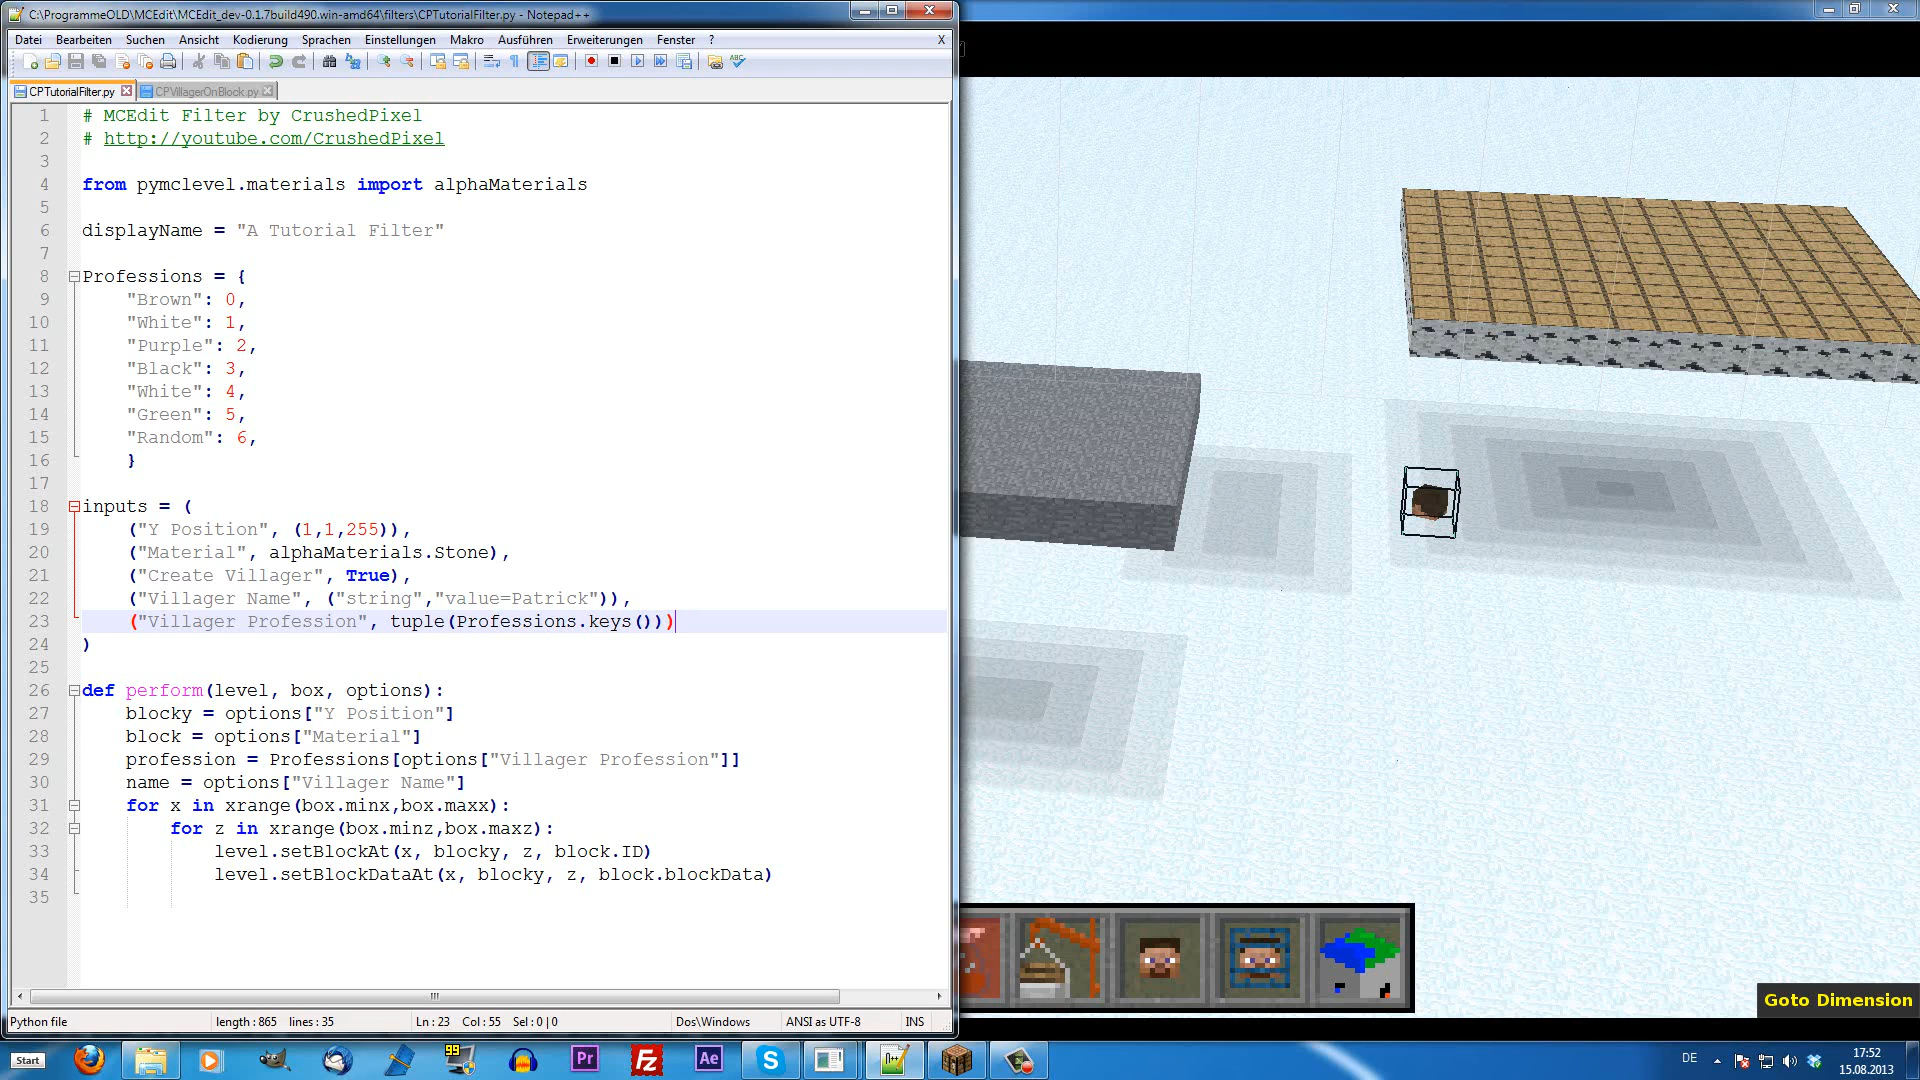 C:\ProgrammeOLD\MCEdit\MCEdit_dev-0.1.7build490.win-amd64\filters\CPTutorialFilter.py - Notepad++
Datei Bearbeiten Suchen Ansicht Kodierung Sprachen Einstellungen Makro Ausführen Erweiterungen Fenster ? X
CPTutorialFilter.py CPVillagerOnBlock.py
1 # MCEdit Filter by CrushedPixel
2 # http://youtube.com/CrushedPixel
3
4 from pymclevel.materials import alphaMaterials
5
6 displayName = "A Tutorial Filter"
7
8 Professions = {
9 "Brown": 0,
10 "White": 1,
11 "Purple": 2,
12 "Black": 3,
13 "White": 4,
14 "Green": 5,
15 "Random": 6,
16 }
17
18 inputs = (
19 ("Y Position", (1,1,255)),
20 ("Material", alphaMaterials.Stone),
21 ("Create Villager", True),
22 ("Villager Name", ("string","value=Patrick")),
23 ("Villager Profession", tuple(Professions.keys()))
24 )
25
26 def perform(level, box, options):
27 blocky = options["Y Position"]
28 block = options["Material"]
29 profession = Professions[options["Villager Profession"]]
30 name = options["Villager Name"]
31 for x in xrange(box.minx,box.maxx):
32 for z in xrange(box.minz,box.maxz):
33 level.setBlockAt(x, blocky, z, block.ID)
34 level.setBlockDataAt(x, blocky, z, block.blockData)
35
Python file length : 865 lines : 35 Ln : 23 Col : 55 Sel : 0 | 0 Dos\Windows ANSI as UTF-8 INS
Goto Dimension
Start 99 Pr Fz Ae S n++ DE 17:52
15.08.2013